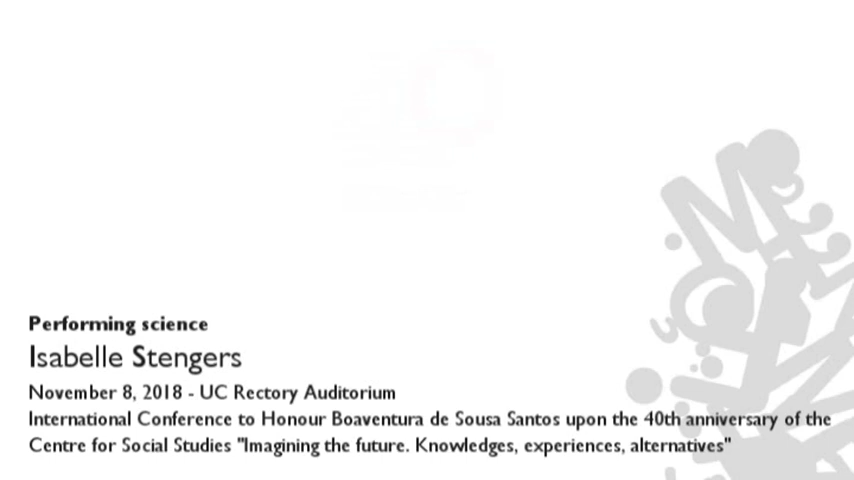 Performing science
Isabelle Stengers
November 8, 2018 - UC Rectory Auditorium
International Conference to Honour Boaventura de Sousa Santos upon the 40th anniversary of the
Centre for Social Studies "Imagining the future. Knowledges, experiences, alternatives"